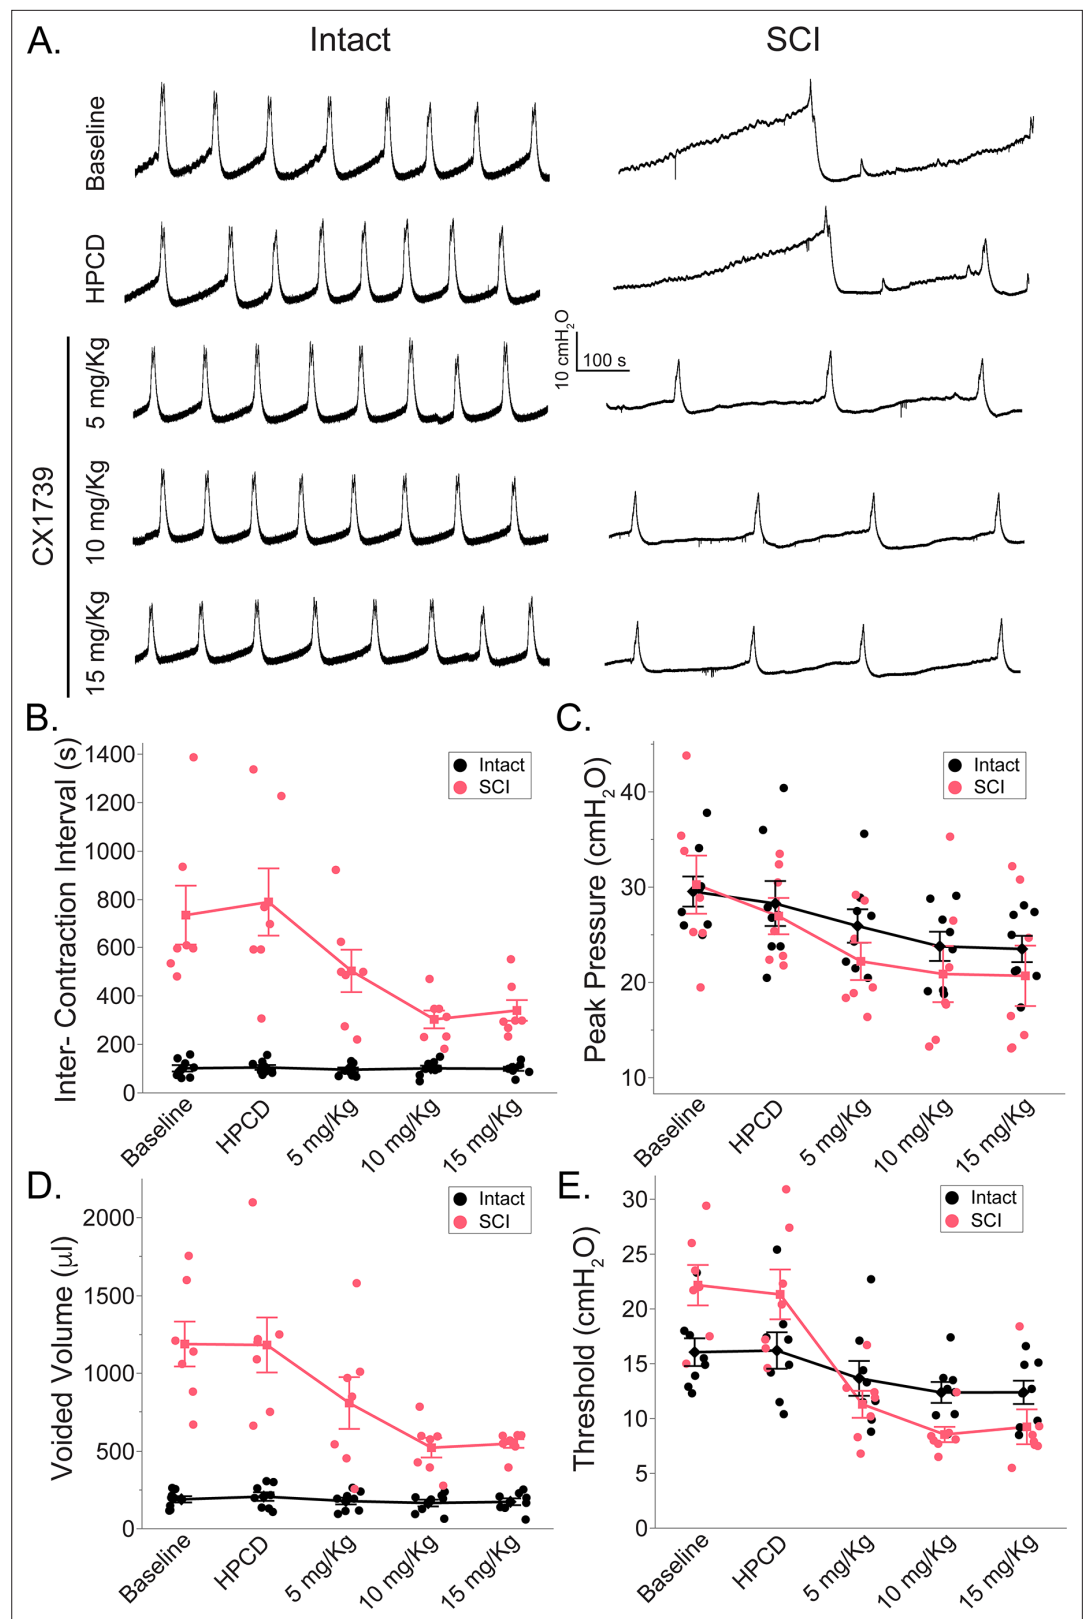 A.
Intact
SCI
Baseline
HPCD
10 cmH2O
100 s
CX1739
5 mg/Kg
10 mg/Kg
15 mg/Kg
B.
Inter- Contraction Interval (s)
1400
1200
1000
800
600
400
200
0
Intact
SCI
Baseline
HPCD
5 mg/Kg
10 mg/Kg
15 mg/Kg
C.
Peak Pressure (cmH2O)
40
30
20
10
Intact
SCI
Baseline
HPCD
5 mg/Kg
10 mg/Kg
15 mg/Kg
D.
Voided Volume (µl)
2000
1500
1000
500
0
Intact
SCI
Baseline
HPCD
5 mg/Kg
10 mg/Kg
15 mg/Kg
E.
Threshold (cmH2O)
30
25
20
15
10
5
0
Intact
SCI
Baseline
HPCD
5 mg/Kg
10 mg/Kg
15 mg/Kg